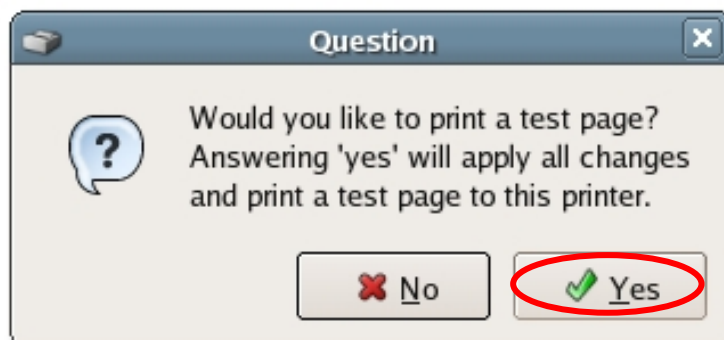 Question
Would you like to print a test page?
Answering 'yes' will apply all changes
and print a test page to this printer.
No
Yes